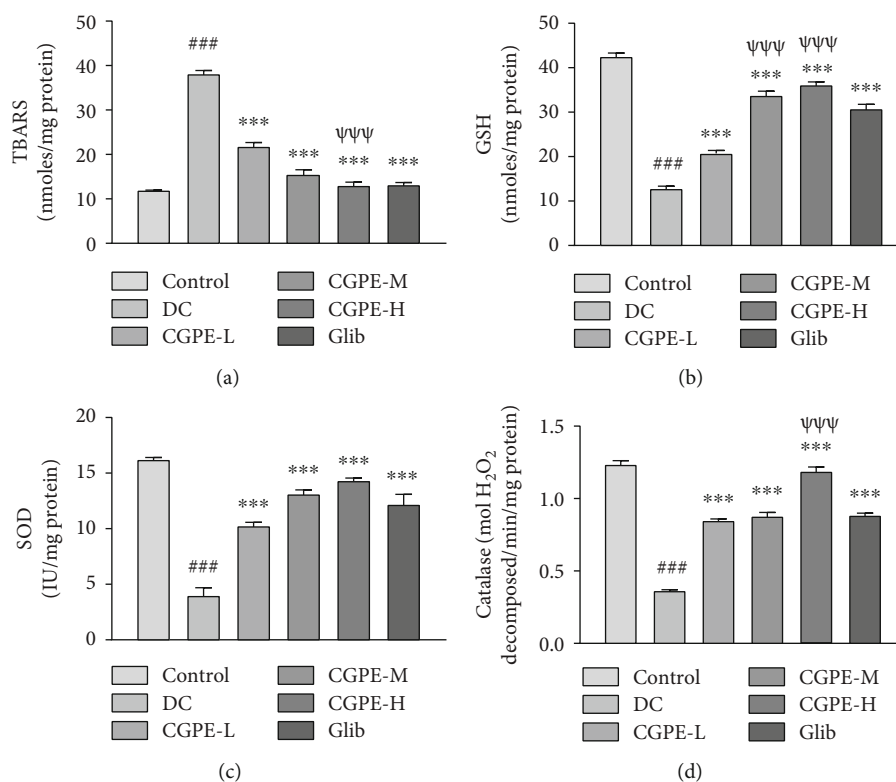 TBARS
(nmoles/mg protein)
50
40
30
20
10
0
###
***
***
ψψψ
***
***
Control
DC
CGPE-L
CGPE-M
CGPE-H
Glib
(a)
GSH
(nmoles/mg protein)
50
40
30
20
10
0
###
***
ψψψ
***
ψψψ
***
***
Control
DC
CGPE-L
CGPE-M
CGPE-H
Glib
(b)
SOD
(IU/mg protein)
20
15
10
5
0
###
***
***
***
***
Control
DC
CGPE-L
CGPE-M
CGPE-H
Glib
(c)
Catalase (mol H₂O₂
decomposed/min/mg protein)
1.5
1.0
0.5
0.0
###
***
***
ψψψ
***
***
Control
DC
CGPE-L
CGPE-M
CGPE-H
Glib
(d)